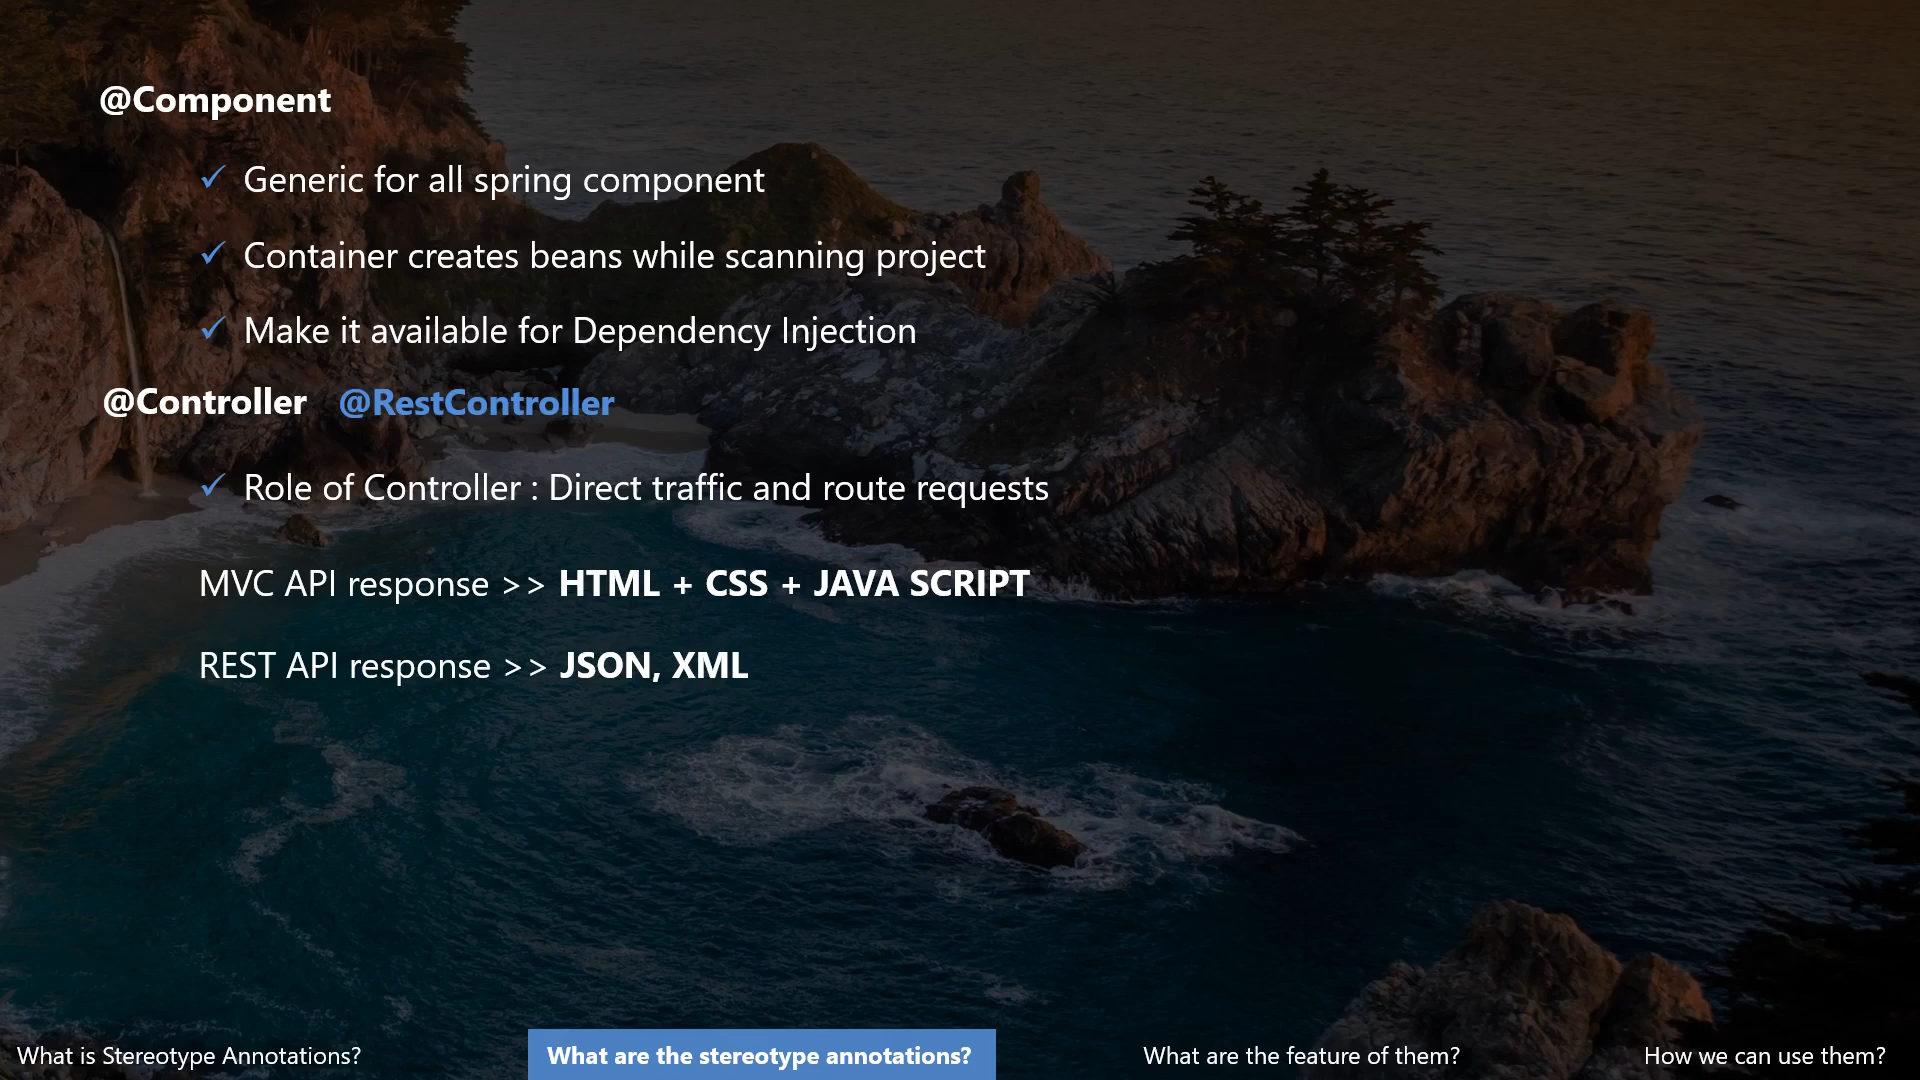 @Component
✓ Generic for all spring component
✓ Container creates beans while scanning project
✓ Make it available for Dependency Injection
@Controller @RestController
✓ Role of Controller : Direct traffic and route requests
MVC API response >> HTML + CSS + JAVA SCRIPT
REST API response >> JSON, XML
What is Stereotype Annotations? What are the stereotype annotations? What are the feature of them? How we can use them?